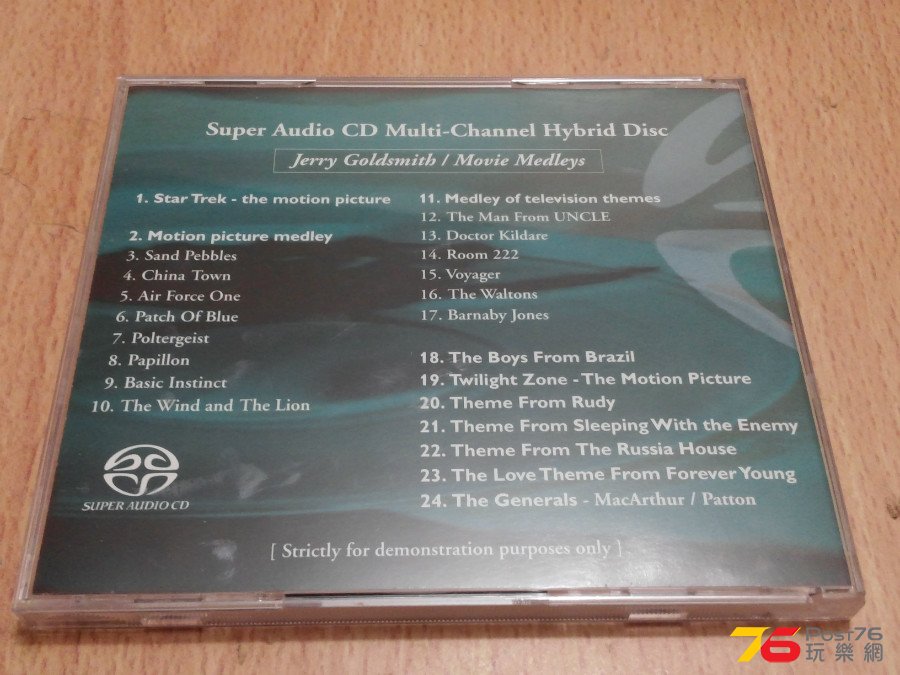 Super Audio CD Multi-Channel Hybrid Disc
Jerry Goldsmith / Movie Medleys
1. Star Trek - the motion picture
2. Motion picture medley
3. Sand Pebbles
4. China Town
5. Air Force One
6. Patch Of Blue
7. Poltergeist
8. Papillon
9. Basic Instinct
10. The Wind and The Lion
SUPER AUDIO CD
11. Medley of television themes
12. The Man From UNCLE
13. Doctor Kildare
14. Room 222
15. Voyager
16. The Waltons
17. Barnaby Jones
18. The Boys From Brazil
19. Twilight Zone - The Motion Picture
20. Theme From Rudy
21. Theme From Sleeping With the Enemy
22. Theme From The Russia House
23. The Love Theme From Forever Young
24. The Generals - MacArthur / Patton
[ Strictly for demonstration purposes only ]
76 Post76
玩樂網